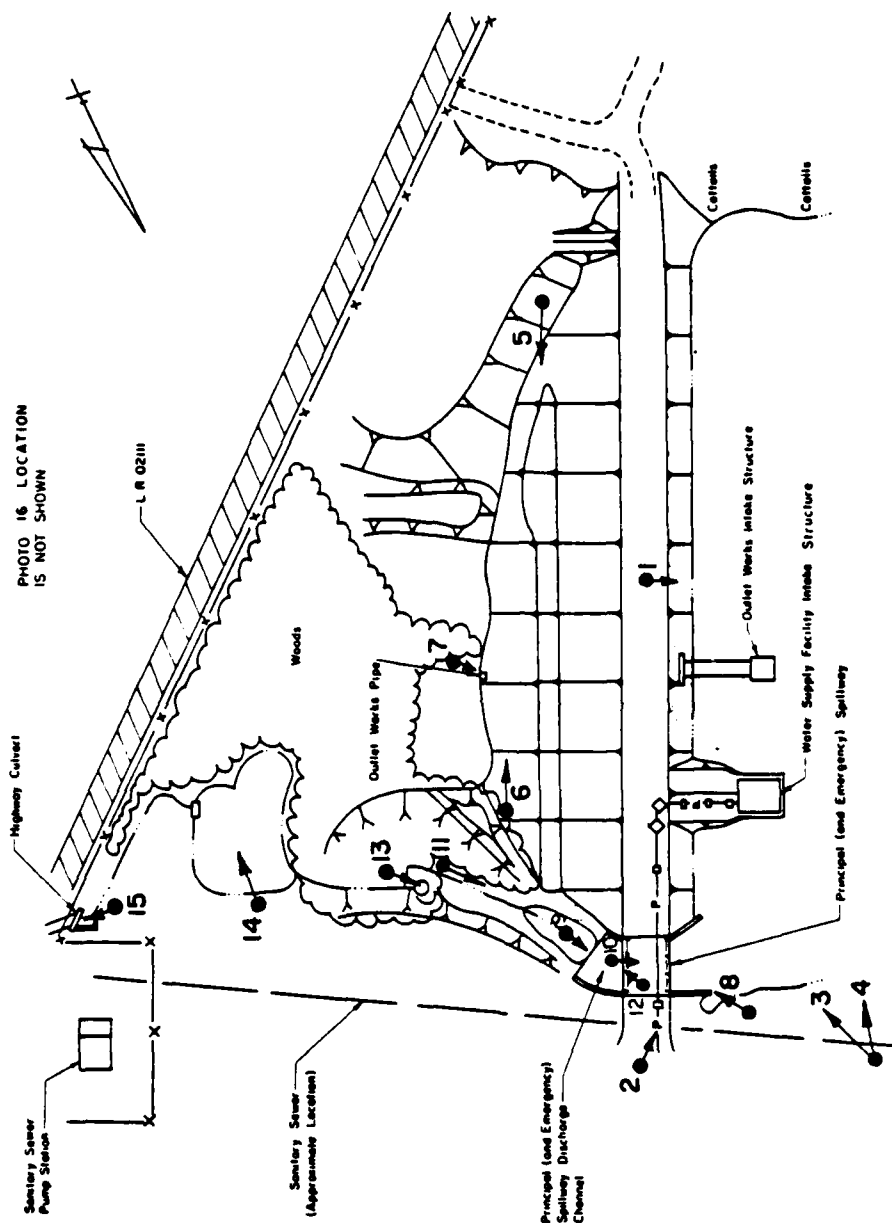 PHOTO 16 LOCATION
IS NOT SHOWN
L R 02111
Highway Culvert
Sanitary Sewer
Pump Station
Sanitary Sewer
(Approximate Location)
Woods
Outlet Works Pipe
Principal (and Emergency)
Spillway Discharge
Channel
Cattails
Cattails
Outlet Works Intake Structure
Water Supply Facility Intake Structure
Principal (and Emergency) Spillway
1
2
3
4
5
6
7
8
9
10
11
12
13
14
15
P
P